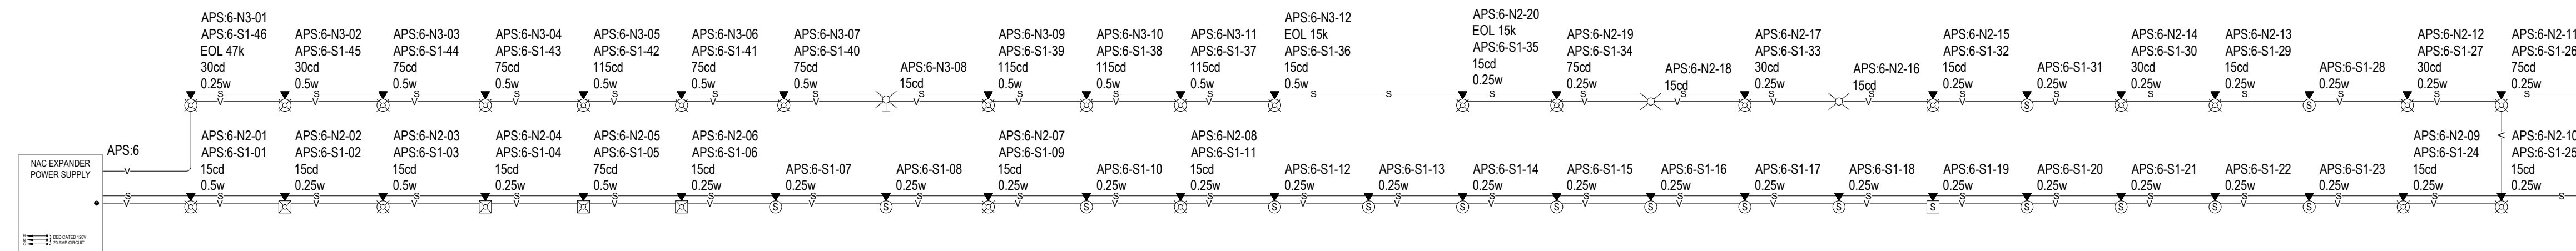 APS:6-N3-01
APS:6-S1-46
EOL 47k
30cd
0.25w
APS:6-N3-02
APS:6-S1-45
30cd
0.5w
APS:6-N3-03
APS:6-S1-44
75cd
0.5w
APS:6-N3-04
APS:6-S1-43
75cd
0.5w
APS:6-N3-05
APS:6-S1-42
115cd
0.5w
APS:6-N3-06
APS:6-S1-41
75cd
0.5w
APS:6-N3-07
APS:6-S1-40
75cd
0.5w
APS:6-N3-08
15cd
APS:6-N3-09
APS:6-S1-39
115cd
0.5w
APS:6-N3-10
APS:6-S1-38
115cd
0.5w
APS:6-N3-11
APS:6-S1-37
115cd
0.5w
APS:6-N3-12
EOL 15k
APS:6-S1-36
15cd
0.5w
APS:6-N2-20
EOL 15k
APS:6-S1-35
15cd
0.25w
APS:6-N2-19
APS:6-S1-34
75cd
0.25w
APS:6-N2-18
15cd
APS:6-N2-17
APS:6-S1-33
30cd
0.25w
APS:6-N2-16
15cd
APS:6-N2-15
APS:6-S1-32
15cd
0.25w
APS:6-S1-31
0.25w
APS:6-N2-14
APS:6-S1-30
30cd
0.25w
APS:6-N2-13
APS:6-S1-29
15cd
0.25w
APS:6-S1-28
0.25w
APS:6-N2-12
APS:6-S1-27
30cd
0.25w
APS:6-N2-11
APS:6-S1-26
75cd
0.25w
S V S V S V S V S V S V S V S V S V S V S V S S S S V S V S V S V S V S V S V S V S V S V S
NAC EXPANDER
POWER SUPPLY
APS:6
V
APS:6-N2-01
APS:6-S1-01
15cd
0.5w
APS:6-N2-02
APS:6-S1-02
15cd
0.25w
APS:6-N2-03
APS:6-S1-03
15cd
0.5w
APS:6-N2-04
APS:6-S1-04
15cd
0.25w
APS:6-N2-05
APS:6-S1-05
75cd
0.5w
APS:6-N2-06
APS:6-S1-06
15cd
0.25w
APS:6-S1-07
0.25w
APS:6-S1-08
0.25w
APS:6-N2-07
APS:6-S1-09
15cd
0.25w
APS:6-S1-10
0.25w
APS:6-N2-08
APS:6-S1-11
15cd
0.25w
APS:6-S1-12
0.25w
APS:6-S1-13
0.25w
APS:6-S1-14
0.25w
APS:6-S1-15
0.25w
APS:6-S1-16
0.25w
APS:6-S1-17
0.25w
APS:6-S1-18
0.25w
APS:6-S1-19
0.25w
APS:6-S1-20
0.25w
APS:6-S1-21
0.25w
APS:6-S1-22
0.25w
APS:6-S1-23
0.25w
APS:6-N2-09
APS:6-S1-24
15cd
0.25w
APS:6-N2-10
APS:6-S1-25
15cd
0.25w
DEDICATED 120V
20 AMP CIRCUIT